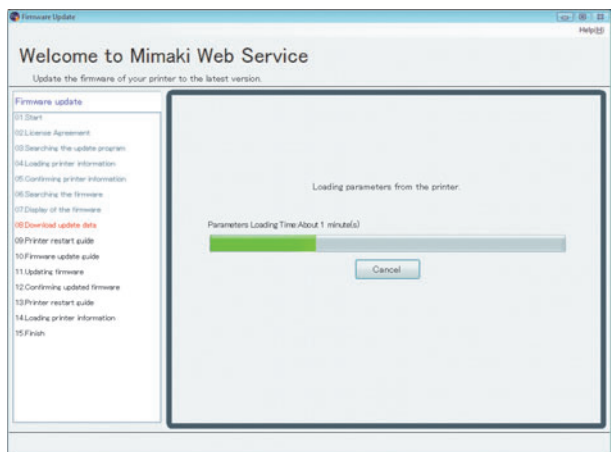 Firmware Update
Help(H)
Welcome to Mimaki Web Service
Update the firmware of your printer to the latest version.
Firmware update
01.Start
02.License Agreement
03.Searching the update program
04.Loading printer information
05.Confirming printer information
06.Searching the firmware
07.Display of the firmware
08.Download update data
09.Printer restart guide
10.Firmware update guide
11.Updating firmware
12.Confirming updated firmware
13.Printer restart guide
14.Loading printer information
15.Finish
Loading parameters from the printer.
Parameters Loading Time:About 1 minute(s)
Cancel